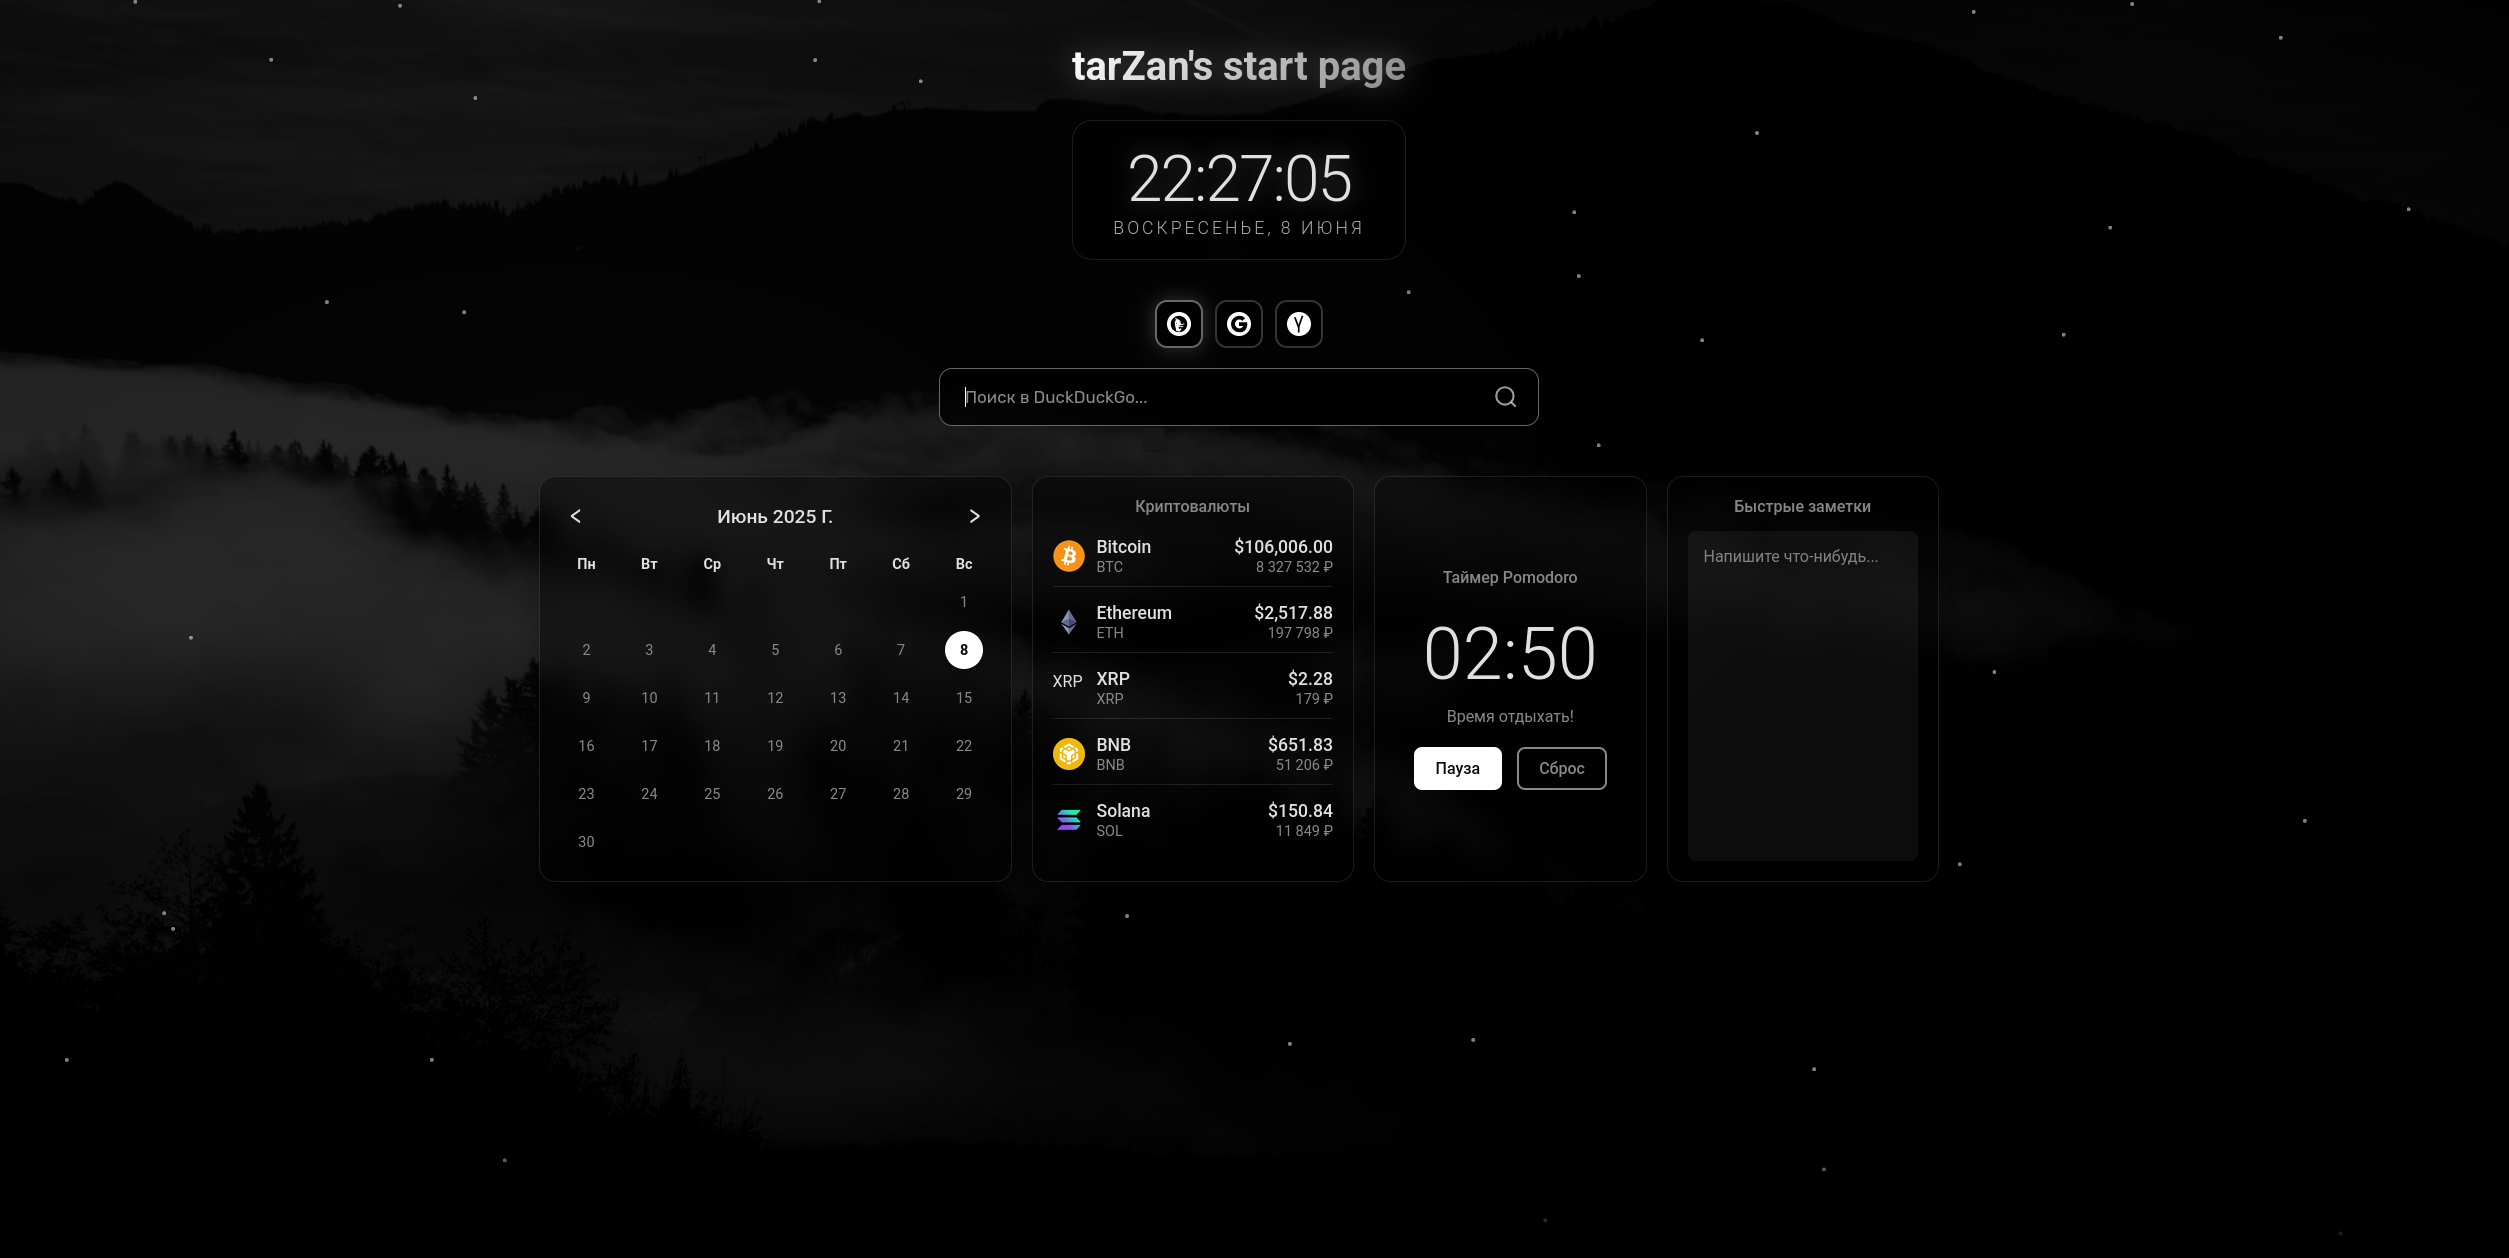 tarZan's start page
22:27:05
ВОСКРЕСЕНЬЕ, 8 ИЮНЯ
Поиск в DuckDuckGo...
< Июнь 2025 Г. >
Пн Вт Ср Чт Пт Сб Вс
1
2 3 4 5 6 7 8
9 10 11 12 13 14 15
16 17 18 19 20 21 22
23 24 25 26 27 28 29
30
Криптовалюты
Bitcoin $106,006.00
BTC 8 327 532 ₽
Ethereum $2,517.88
ETH 197 798 ₽
XRP XRP $2.28
XRP 179 ₽
BNB $651.83
BNB 51 206 ₽
Solana $150.84
SOL 11 849 ₽
Таймер Pomodoro
02:50
Время отдыхать!
Пауза Сброс
Быстрые заметки
Напишите что-нибудь...